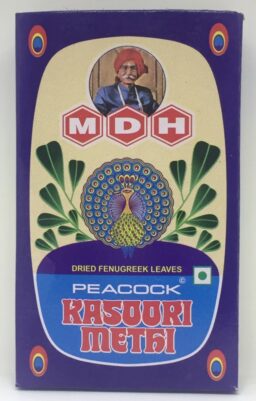 MDH
DRIED FENUGREEK LEAVES
PEACOCK ©
KASOORI
METHI